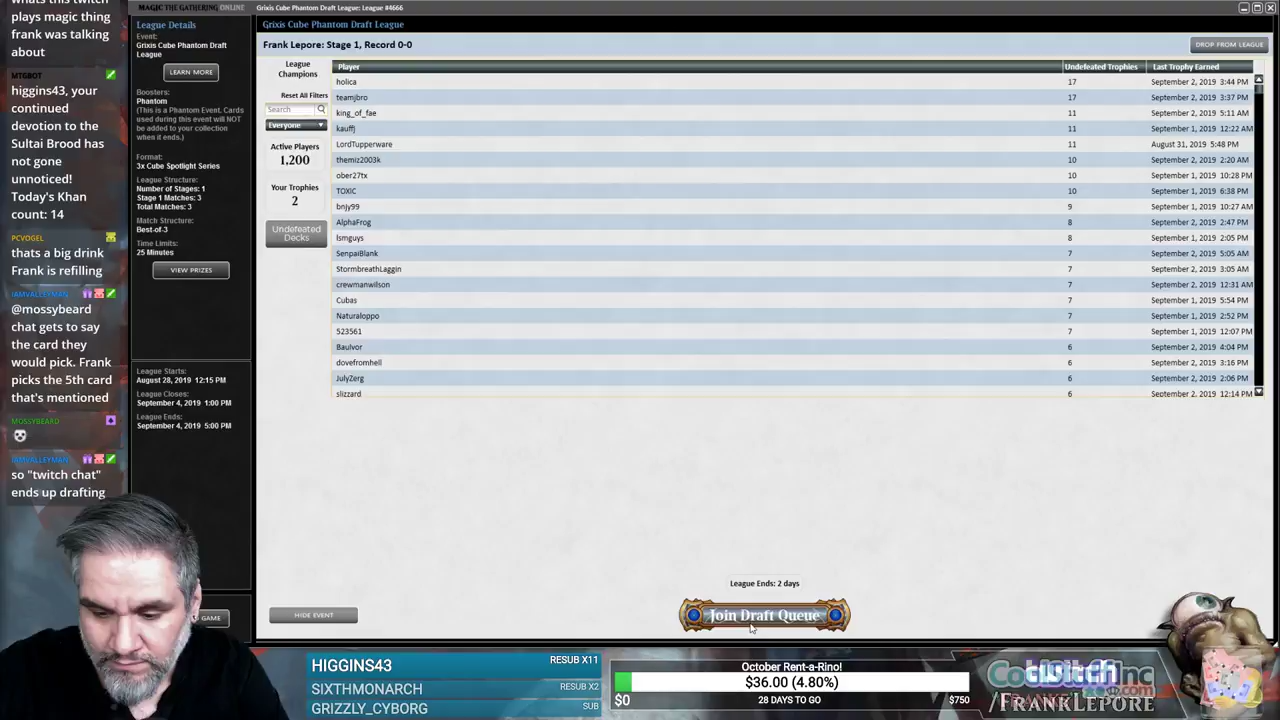 whats this
twitch plays
magic thing
frank was talking
about
MTGBOT
higgins43, your
continued
devotion to the
Sultai Brood has
not gone
unnoticed!
Today's Khan
count: 14
PCVOGEL
thats a big drink
Frank is refilling
IAMVALLEYMAN
@mossybeard
chat gets to say
the card they
would pick. Frank
picks the 5th card
that's mentioned
MOSSYBEARD
IAMVALLEYMAN
so "twitch chat"
ends up drafting
MAGIC THE GATHERING ONLINE
League Details
Event:
Grixis Cube Phantom Draft
League
LEARN MORE
Boosters:
Phantom
(This is a Phantom Event. Cards
used during this event will NOT
be added to your collection
when it ends.)
Format:
3x Cube Spotlight Series
League Structure:
Number of Stages: 1
Stage 1 Matches: 3
Total Matches: 3
Match Structure:
Best-of-3
Time Limits:
25 Minutes
VIEW PRIZES
League Starts:
August 28, 2019 12:15 PM
League Closes:
September 4, 2019 1:00 PM
League Ends:
September 4, 2019 5:00 PM
GAME
Grixis Cube Phantom Draft League: League #4666
Grixis Cube Phantom Draft League
Frank Lepore: Stage 1, Record 0-0
DROP FROM LEAGUE
League
Champions
Reset All Filters
Search
Everyone
Active Players
1,200
Your Trophies
2
Undefeated
Decks
Player Undefeated Trophies Last Trophy Earned
holica 17 September 2, 2019 3:44 PM
teamjbro 17 September 2, 2019 3:37 PM
king_of_fae 11 September 2, 2019 5:11 AM
kauffj 11 September 1, 2019 12:22 AM
LordTupperware 11 August 31, 2019 5:48 PM
themiz2003k 10 September 2, 2019 2:20 AM
ober27tx 10 September 1, 2019 10:28 PM
TOXIC 10 September 1, 2019 6:38 PM
bnjy99 9 September 1, 2019 10:27 AM
AlphaFrog 8 September 2, 2019 2:47 PM
lsmguys 8 September 1, 2019 2:05 PM
SenpaiBlank 7 September 2, 2019 5:05 AM
StormbreathLaggin 7 September 2, 2019 3:05 AM
crewmanwilson 7 September 2, 2019 12:31 AM
Cubas 7 September 1, 2019 5:54 PM
Naturaloppo 7 September 1, 2019 2:52 PM
523561 7 September 1, 2019 12:07 PM
Baulvor 6 September 2, 2019 4:04 PM
dovefromhell 6 September 2, 2019 3:16 PM
JulyZerg 6 September 2, 2019 2:06 PM
slizzard 6 September 2, 2019 12:14 PM
League Ends: 2 days
HIDE EVENT
Join Draft Queue
HIGGINS43 RESUB X11
SIXTHMONARCH RESUB X2
GRIZZLY_CYBORG SUB
October Rent-a-Rino!
$36.00 (4.80%)
$0 28 DAYS TO GO $750
/FRANKLEPORE